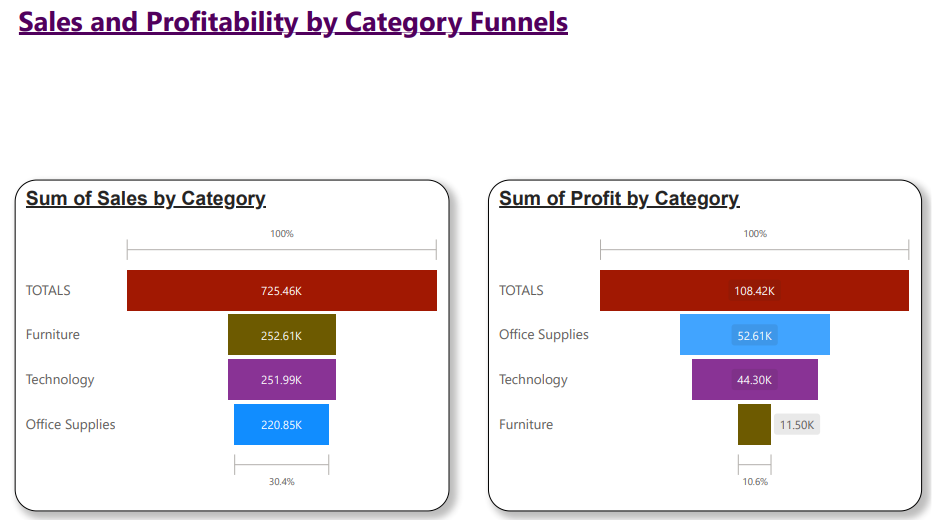 Sales and Profitability by Category Funnels
Sum of Sales by Category
100%
TOTALS 725.46K
Furniture 252.61K
Technology 251.99K
Office Supplies 220.85K
30.4%
Sum of Profit by Category
100%
TOTALS 108.42K
Office Supplies 52.61K
Technology 44.30K
Furniture 11.50K
10.6%